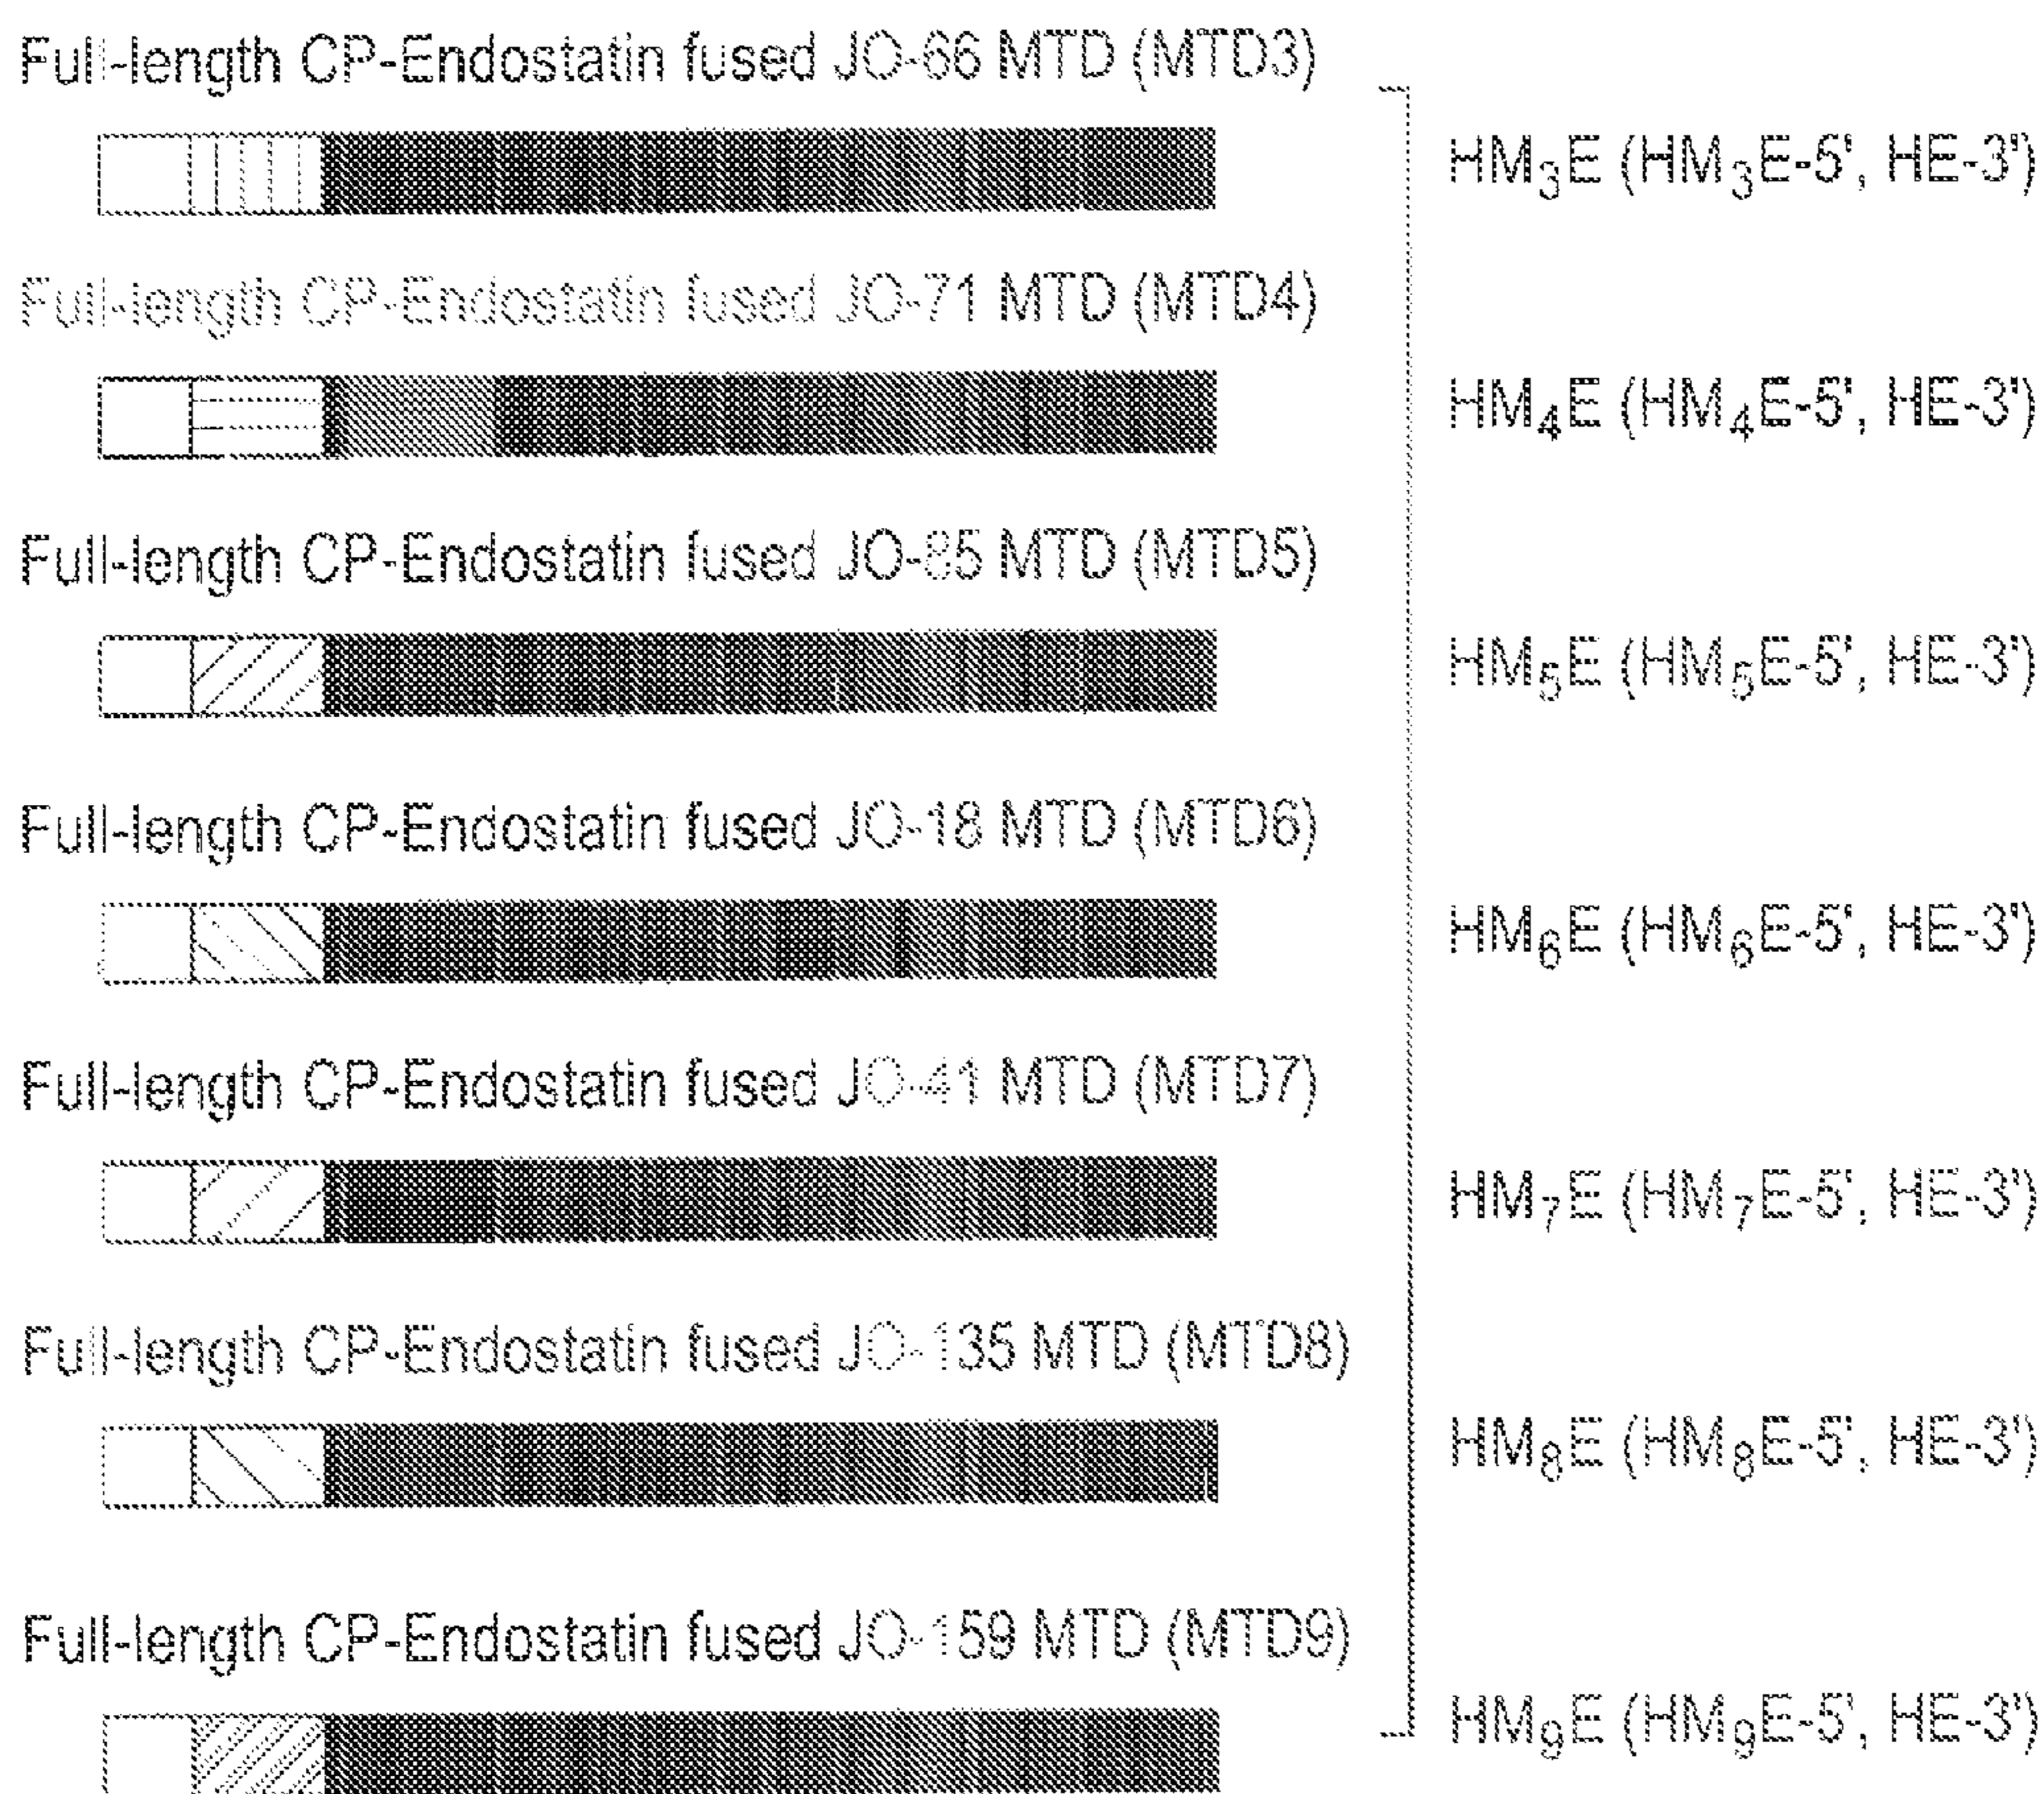 Full-length CP-Endostatin fused JO-66 MTD (MTD3)
HM₃E (HM₃E-5', HE-3')
Full-length CP-Endostatin fused JO-71 MTD (MTD4)
HM₄E (HM₄E-5', HE-3')
Full-length CP-Endostatin fused JO-85 MTD (MTD5)
HM₅E (HM₅E-5', HE-3')
Full-length CP-Endostatin fused JO-18 MTD (MTD6)
HM₆E (HM₆E-5', HE-3')
Full-length CP-Endostatin fused JO-41 MTD (MTD7)
HM₇E (HM₇E-5', HE-3')
Full-length CP-Endostatin fused JO-135 MTD (MTD8)
HM₈E (HM₈E-5', HE-3')
Full-length CP-Endostatin fused JO-159 MTD (MTD9)
HM₉E (HM₉E-5', HE-3')